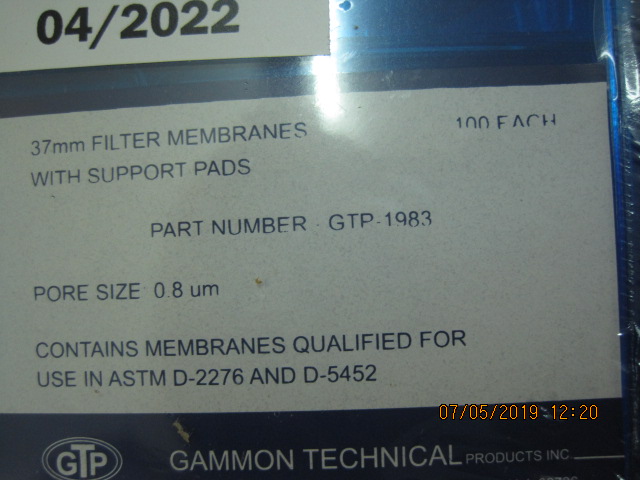 04/2022
37mm FILTER MEMBRANES
100 EACH
WITH SUPPORT PADS
PART NUMBER - GTP-1983
PORE SIZE 0.8 um
CONTAINS MEMBRANES QUALIFIED FOR
USE IN ASTM D-2276 AND D-5452
07/05/2019 12:20
GTP
GAMMON TECHNICAL PRODUCTS INC